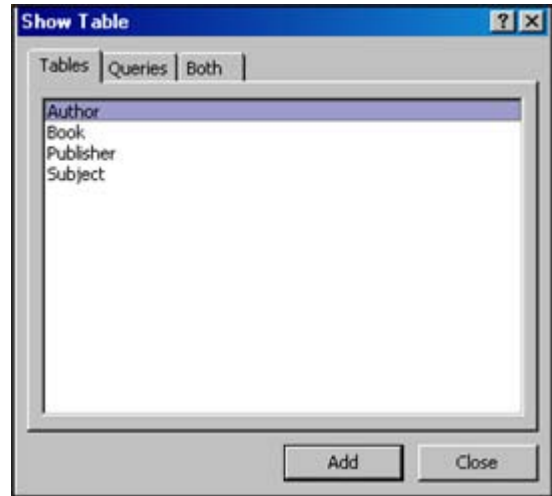 Show Table
Tables Queries Both
Author
Book
Publisher
Subject
Add Close